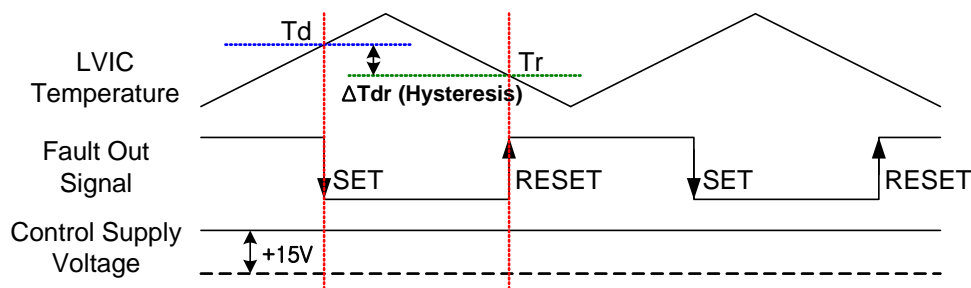 Td
LVIC
Temperature
Tr
ΔTdr (Hysteresis)
Fault Out
Signal
SET
RESET
SET
RESET
Control Supply
Voltage
+15V